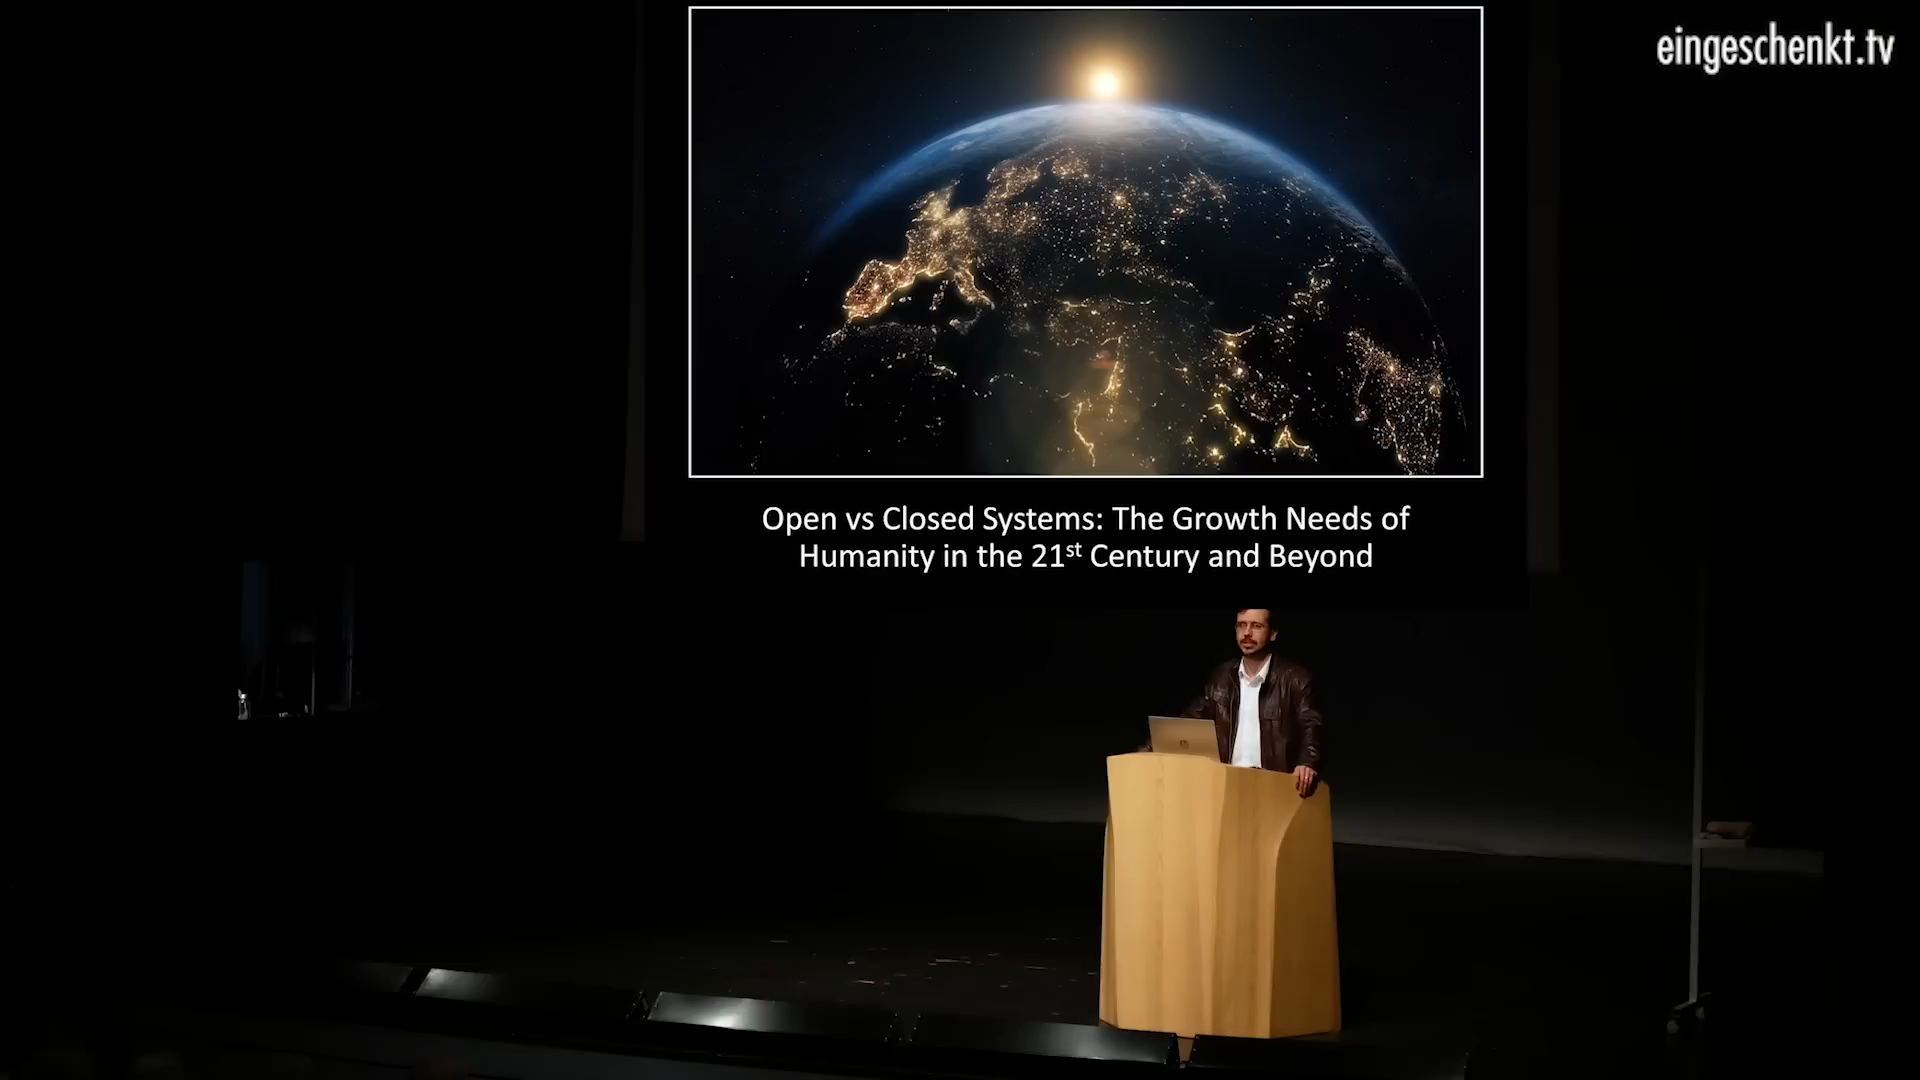 eingeschenkt.tv
Open vs Closed Systems: The Growth Needs of
Humanity in the 21st Century and Beyond